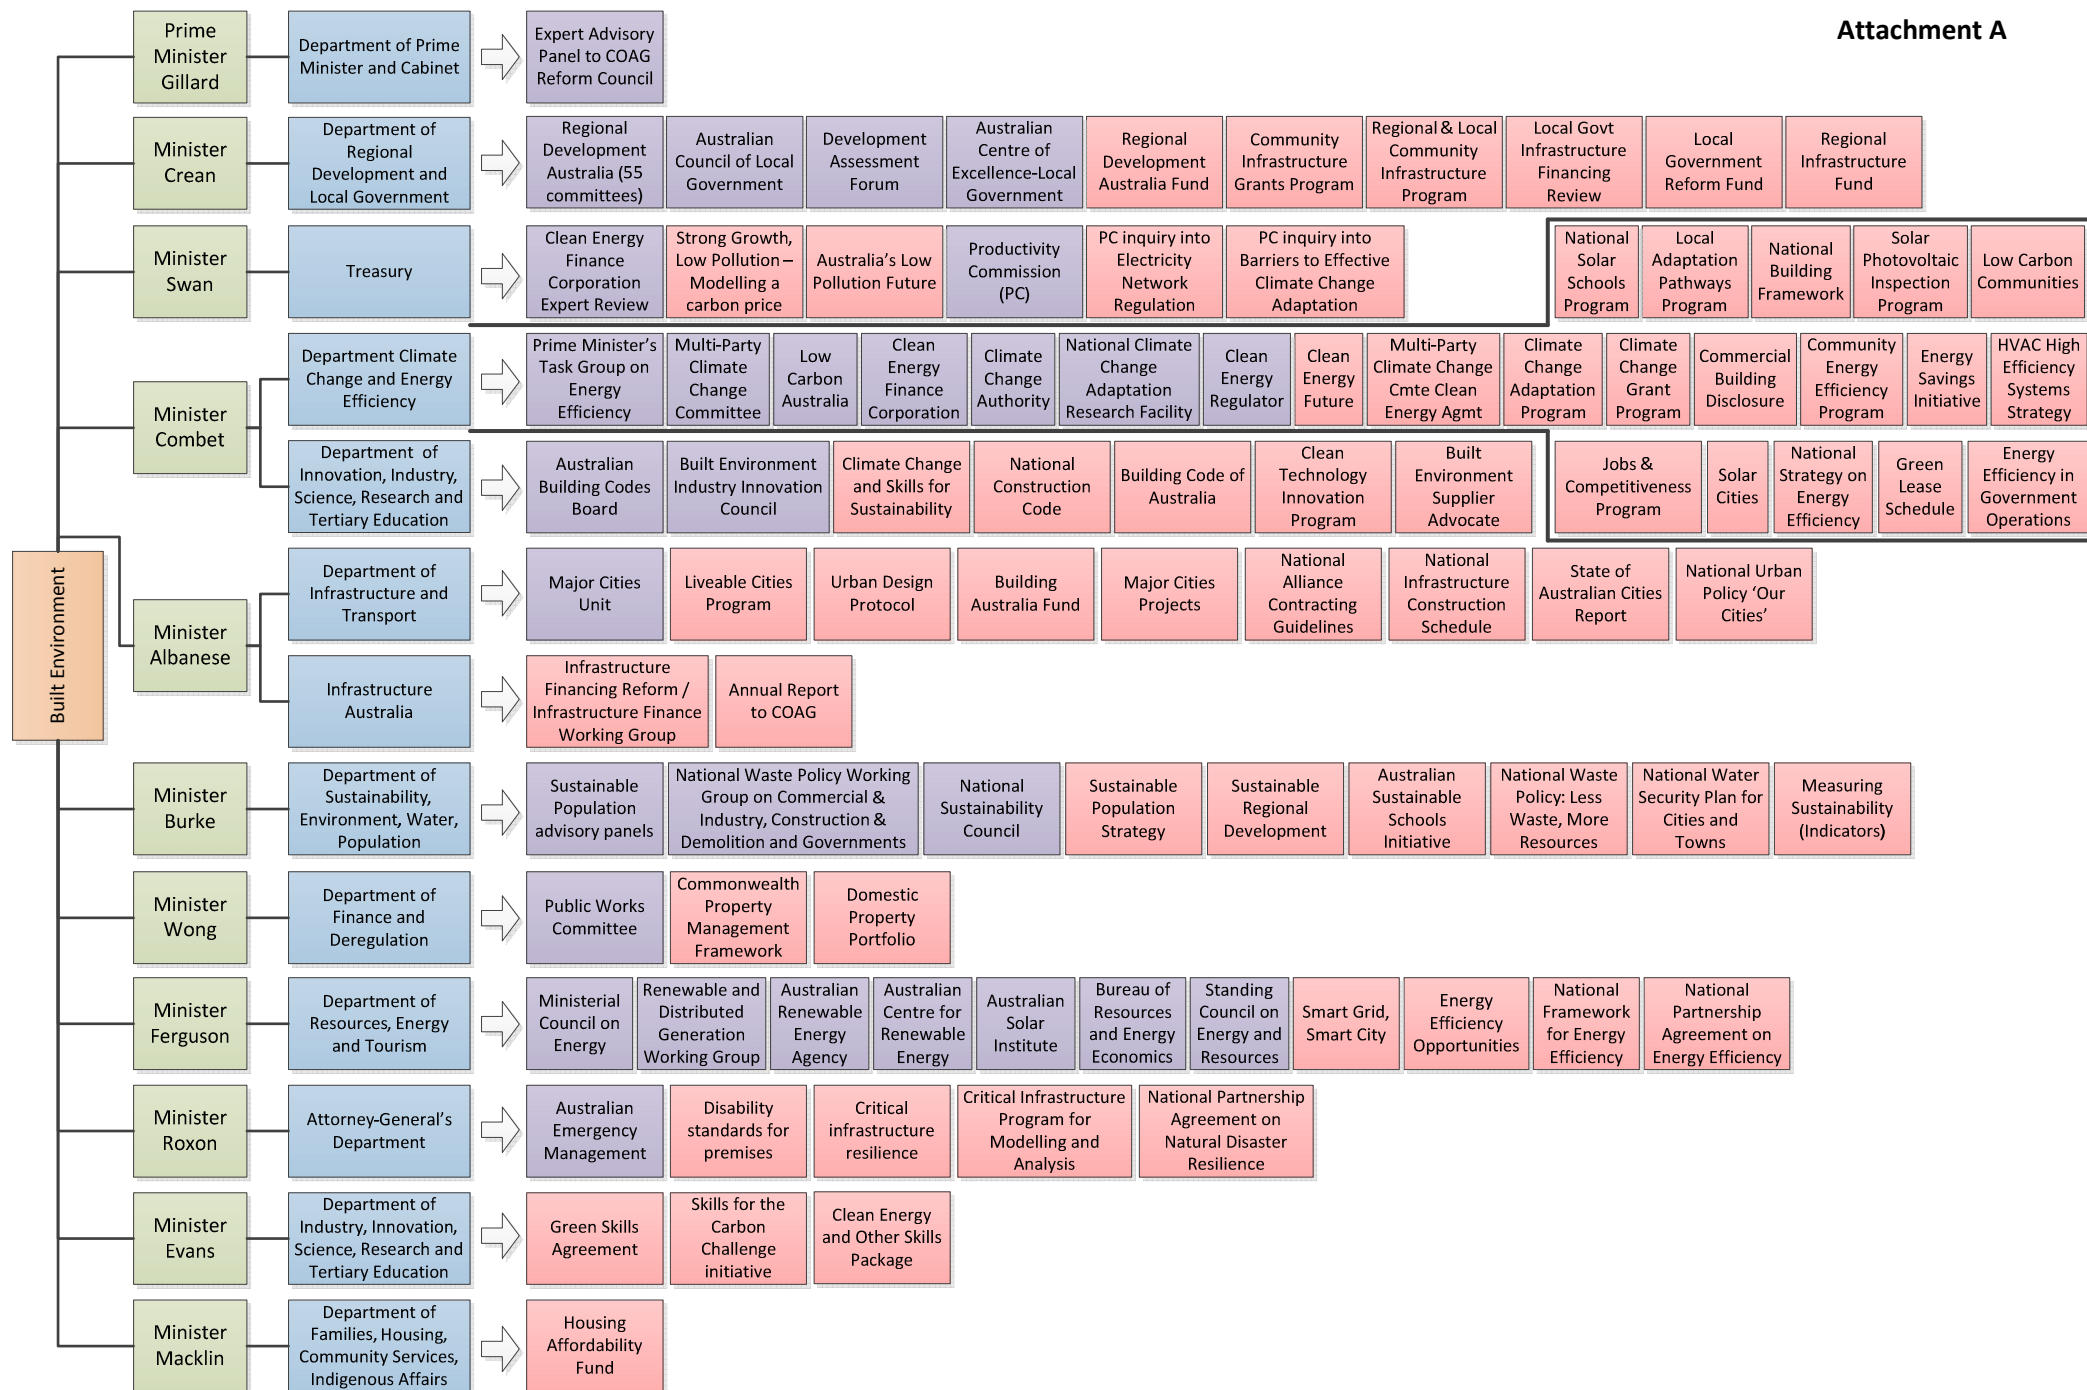 Attachment A
Built Environment
Prime
Minister
Gillard
Department of Prime
Minister and Cabinet
Expert Advisory
Panel to COAG
Reform Council
Minister
Crean
Department of
Regional
Development and
Local Government
Regional
Development
Australia (55
committees)
Australian
Council of Local
Government
Development
Assessment
Forum
Australian
Centre of
Excellence-Local
Government
Regional
Development
Australia Fund
Community
Infrastructure
Grants Program
Regional & Local
Community
Infrastructure
Program
Local Govt
Infrastructure
Financing
Review
Local
Government
Reform Fund
Regional
Infrastructure
Fund
Minister
Swan
Treasury
Clean Energy
Finance
Corporation
Expert Review
Strong Growth,
Low Pollution –
Modelling a
carbon price
Australia's Low
Pollution Future
Productivity
Commission
(PC)
PC inquiry into
Electricity
Network
Regulation
PC inquiry into
Barriers to Effective
Climate Change
Adaptation
National
Solar
Schools
Program
Local
Adaptation
Pathways
Program
National
Building
Framework
Solar
Photovoltaic
Inspection
Program
Low Carbon
Communities
Minister
Combet
Department Climate
Change and Energy
Efficiency
Prime Minister's
Task Group on
Energy
Efficiency
Multi-Party
Climate
Change
Committee
Low
Carbon
Australia
Clean
Energy
Finance
Corporation
Climate
Change
Authority
National Climate
Change
Adaptation
Research Facility
Clean
Energy
Regulator
Clean
Energy
Future
Multi-Party
Climate Change
Cmte Clean
Energy Agmt
Climate
Change
Adaptation
Program
Climate
Change
Grant
Program
Commercial
Building
Disclosure
Community
Energy
Efficiency
Program
Energy
Savings
Initiative
HVAC High
Efficiency
Systems
Strategy
Department of
Innovation, Industry,
Science, Research and
Tertiary Education
Australian
Building Codes
Board
Built Environment
Industry Innovation
Council
Climate Change
and Skills for
Sustainability
National
Construction
Code
Building Code of
Australia
Clean
Technology
Innovation
Program
Built
Environment
Supplier
Advocate
Jobs &
Competitiveness
Program
Solar
Cities
National
Strategy on
Energy
Efficiency
Green
Lease
Schedule
Energy
Efficiency in
Government
Operations
Minister
Albanese
Department of
Infrastructure and
Transport
Major Cities
Unit
Liveable Cities
Program
Urban Design
Protocol
Building
Australia Fund
Major Cities
Projects
National
Alliance
Contracting
Guidelines
National
Infrastructure
Construction
Schedule
State of
Australian Cities
Report
National Urban
Policy ‘Our
Cities’
Infrastructure
Australia
Infrastructure
Financing Reform /
Infrastructure Finance
Working Group
Annual Report
to COAG
Minister
Burke
Department of
Sustainability,
Environment, Water,
Population
Sustainable
Population
advisory panels
National Waste Policy Working
Group on Commercial &
Industry, Construction &
Demolition and Governments
National
Sustainability
Council
Sustainable
Population
Strategy
Sustainable
Regional
Development
Australian
Sustainable
Schools
Initiative
National Waste
Policy: Less
Waste, More
Resources
National Water
Security Plan for
Cities and
Towns
Measuring
Sustainability
(Indicators)
Minister
Wong
Department of
Finance and
Deregulation
Public Works
Committee
Commonwealth
Property
Management
Framework
Domestic
Property
Portfolio
Minister
Ferguson
Department of
Resources, Energy
and Tourism
Ministerial
Council on
Energy
Renewable and
Distributed
Generation
Working Group
Australian
Renewable
Energy
Agency
Australian
Centre for
Renewable
Energy
Australian
Solar
Institute
Bureau of
Resources
and Energy
Economics
Standing
Council on
Energy and
Resources
Smart Grid,
Smart City
Energy
Efficiency
Opportunities
National
Framework
for Energy
Efficiency
National
Partnership
Agreement on
Energy Efficiency
Minister
Roxon
Attorney-General's
Department
Australian
Emergency
Management
Disability
standards for
premises
Critical
infrastructure
resilience
Critical Infrastructure
Program for
Modelling and
Analysis
National Partnership
Agreement on
Natural Disaster
Resilience
Minister
Evans
Department of
Industry, Innovation,
Science, Research and
Tertiary Education
Green Skills
Agreement
Skills for the
Carbon
Challenge
initiative
Clean Energy
and Other Skills
Package
Minister
Macklin
Department of
Families, Housing,
Community Services,
Indigenous Affairs
Housing
Affordability
Fund